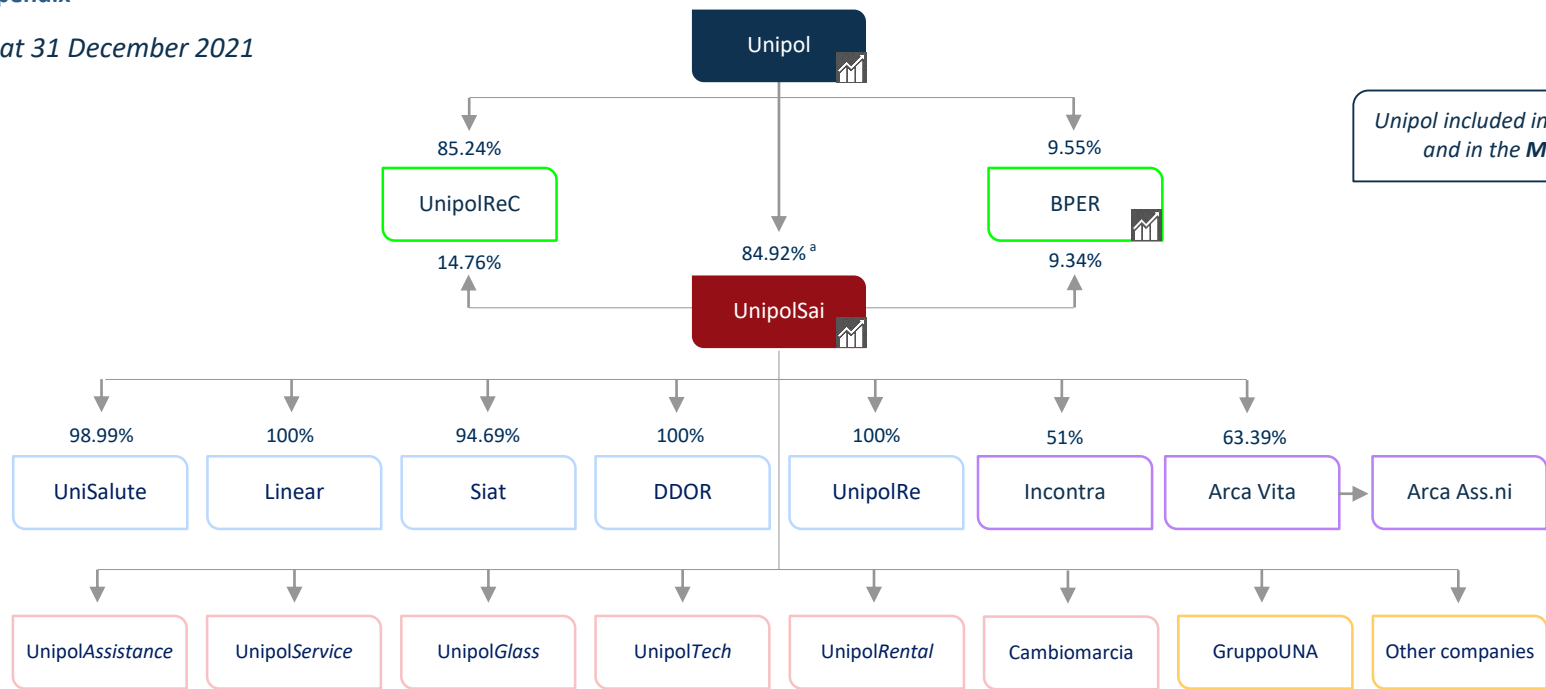 at 31 December 2021
Unipol
Unipol included in
and in the M
85.24%
9.55%
UnipolReC
BPER
84.92% a
14.76%
9.34%
UnipolSai
98.99%
100%
94.69%
100%
100%
51%
63.39%
UniSalute
Linear
Siat
DDOR
UnipolRe
Incontra
Arca Vita
Arca Ass.ni
UnipolAssistance
UnipolService
UnipolGlass
UnipolTech
UnipolRental
Cambiomarcia
GruppoUNA
Other companies